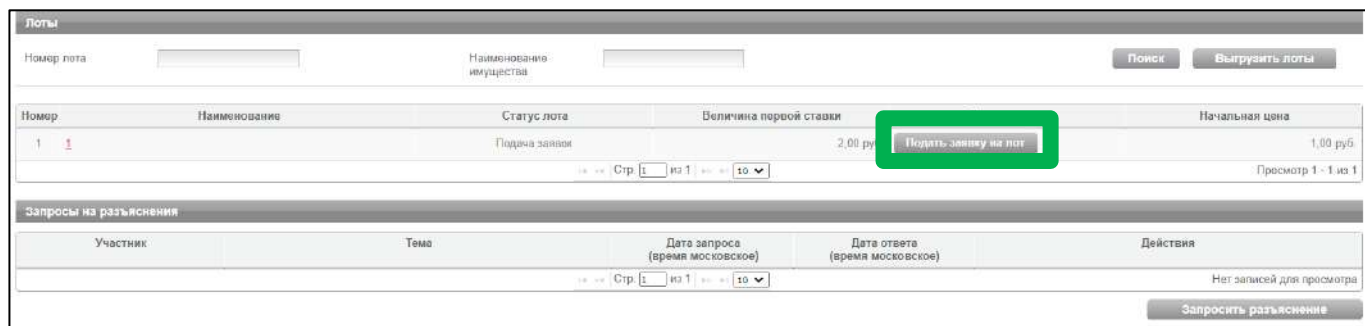 Лоты
Номер лота Наименование имущества Поиск Выгрузить лоты
Номер Наименование Статус лота Величина первой ставки Начальная цена
1 1 Подача заявок 2,00 ру Подать заявку на лот 1,00 руб.
Стр. 1 из 1 10 Просмотр 1 - 1 из 1
Запросы на разъяснения
Участник Тема Дата запроса (время московское) Дата ответа (время московское) Действия
Стр. 1 из 1 10 Нет записей для просмотра
Запросить разъяснение